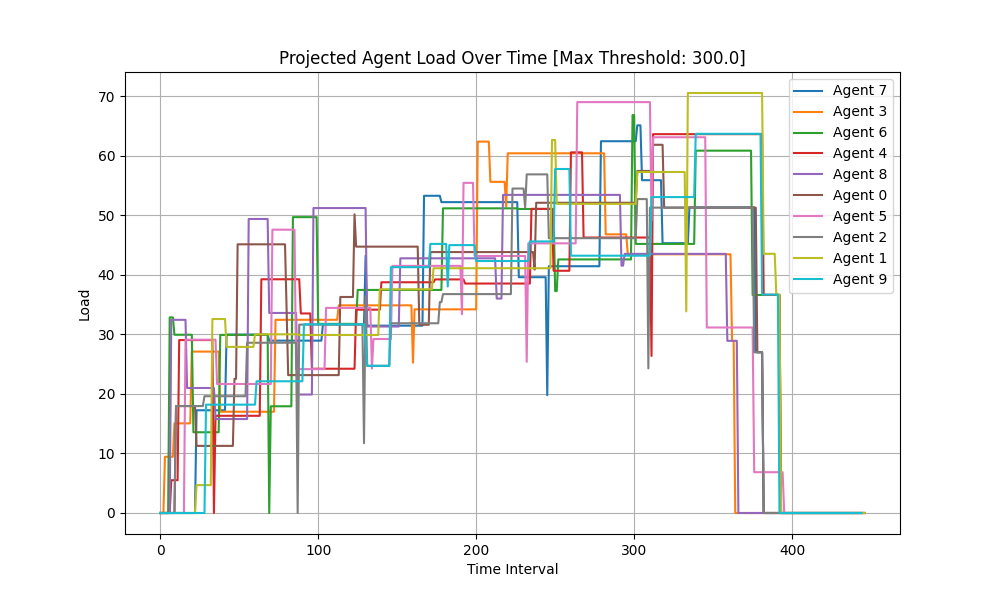 Projected Agent Load Over Time [Max Threshold: 300.0]
Load
70
60
50
40
30
20
10
0
0 100 200 300 400
Time Interval
Agent 7
Agent 3
Agent 6
Agent 4
Agent 8
Agent 0
Agent 5
Agent 2
Agent 1
Agent 9